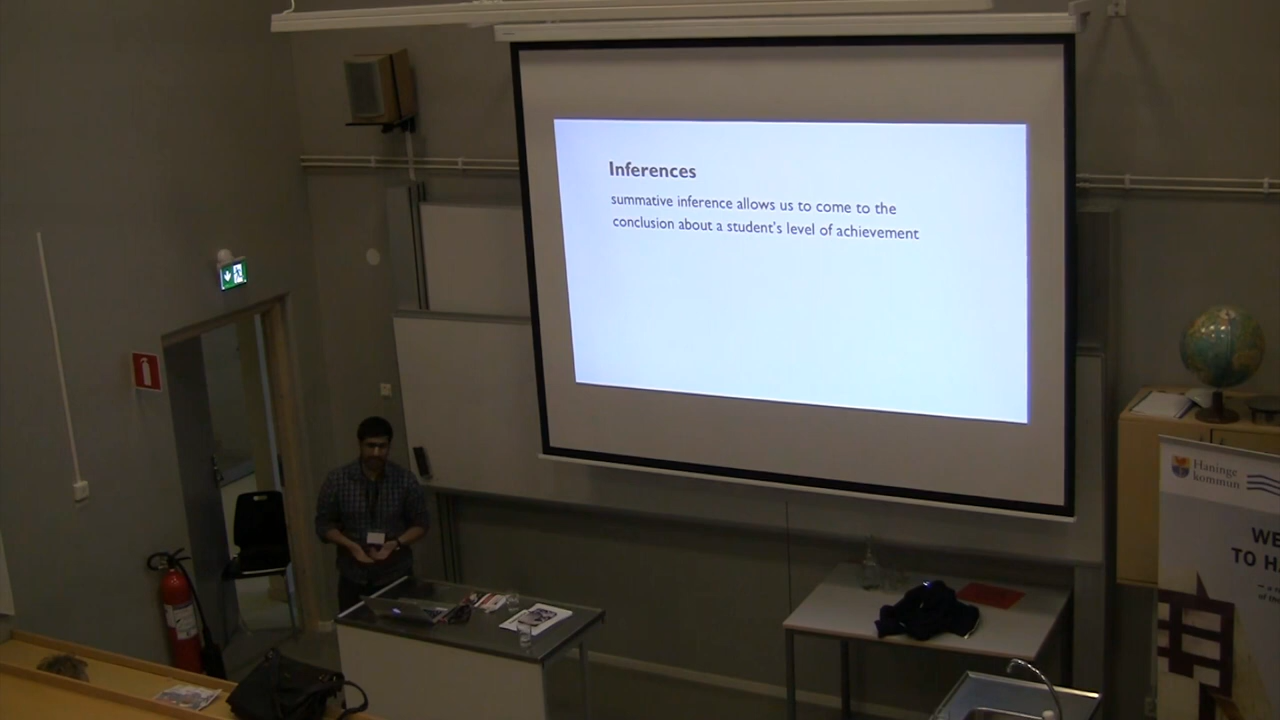 Inferences
summative inference allows us to come to the
conclusion about a student's level of achievement
Haninge
kommun
WE
TO H